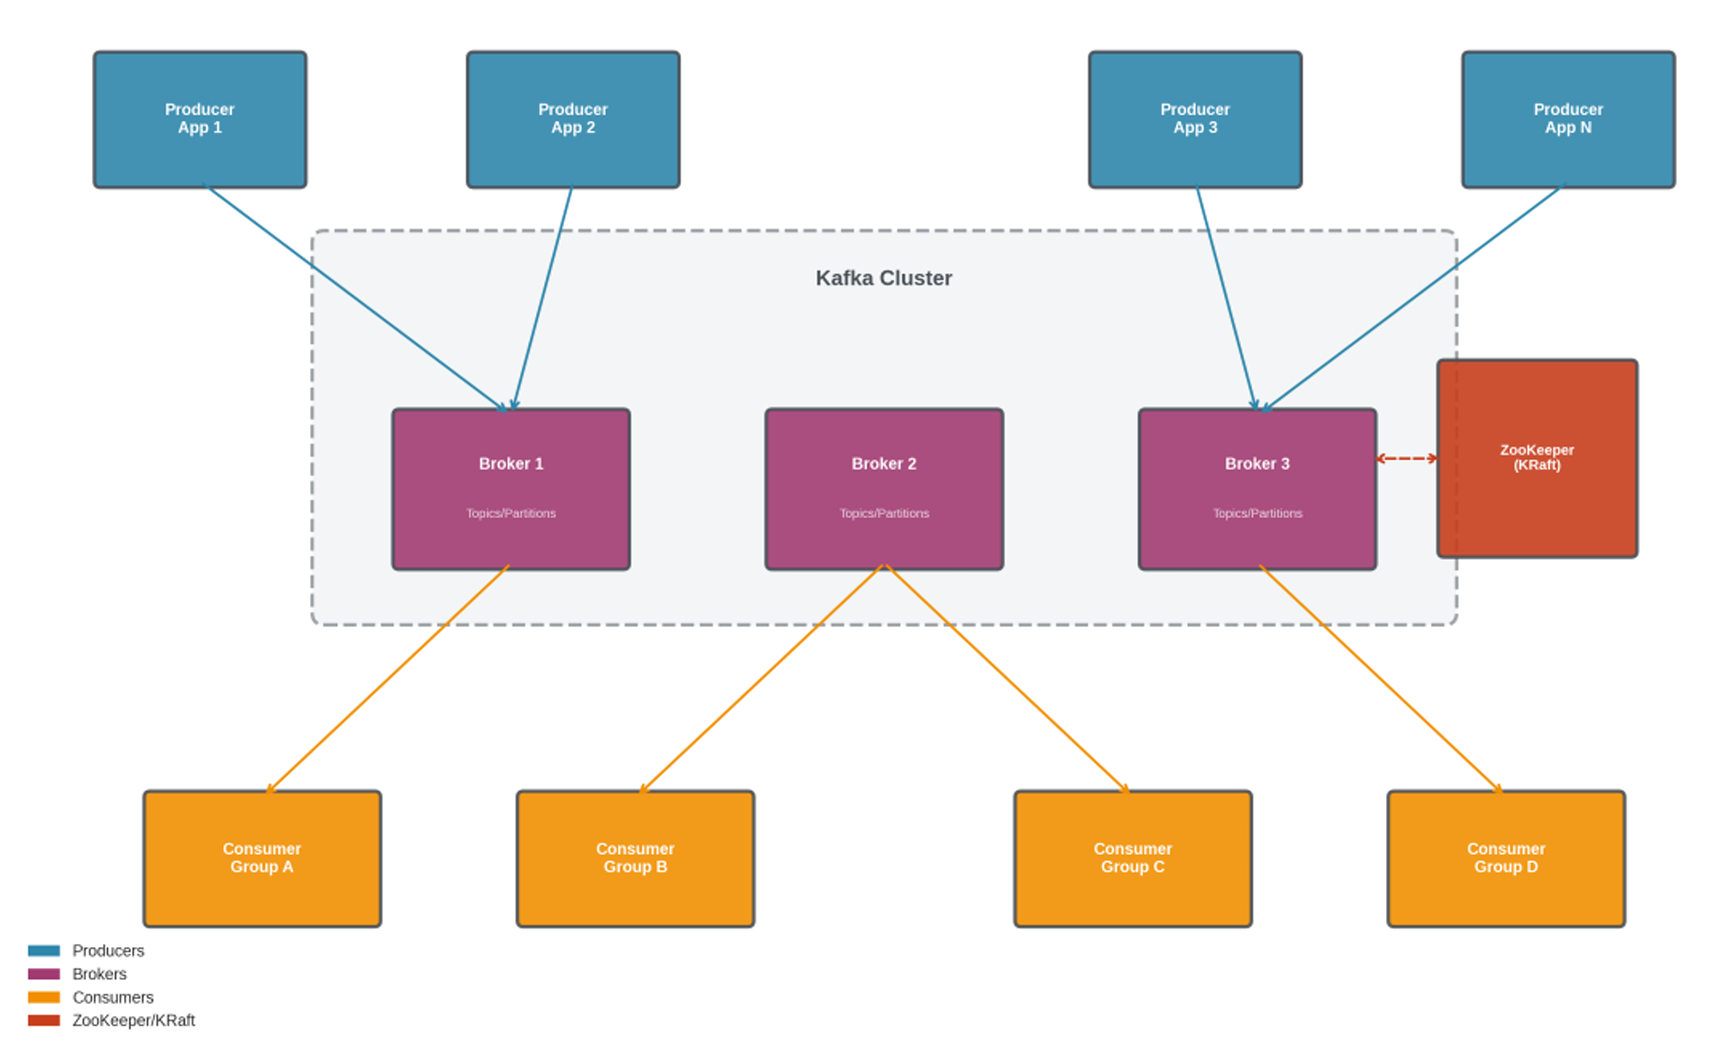 Producer
App 1
Producer
App 2
Producer
App 3
Producer
App N
Kafka Cluster
Broker 1
Topics/Partitions
Broker 2
Topics/Partitions
Broker 3
Topics/Partitions
ZooKeeper
(KRaft)
Consumer
Group A
Consumer
Group B
Consumer
Group C
Consumer
Group D
Producers
Brokers
Consumers
ZooKeeper/KRaft